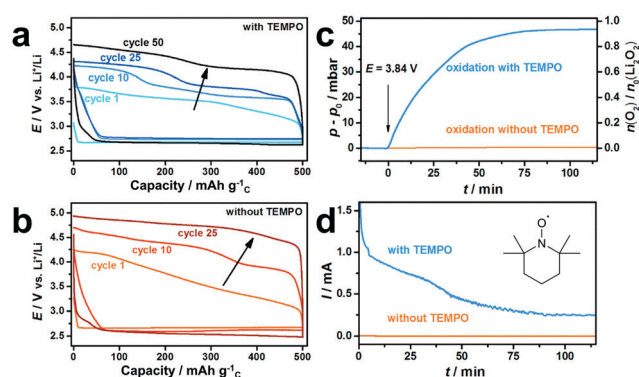 a
with TEMPO
cycle 50
cycle 25
cycle 10
cycle 1
5.0
4.5
4.0
3.5
3.0
2.5
E / V vs. Li⁺/Li
0 100 200 300 400 500
Capacity / mAh g⁻¹C
b
without TEMPO
cycle 25
cycle 10
cycle 1
5.0
4.5
4.0
3.5
3.0
2.5
E / V vs. Li⁺/Li
0 100 200 300 400 500
Capacity / mAh g⁻¹C
c
E = 3.84 V
oxidation with TEMPO
oxidation without TEMPO
50
40
30
20
10
0
p - p₀ / mbar
1.0
0.8
0.6
0.4
0.2
0.0
n(O₂) / n₀(Li₂O₂)
0 25 50 75 100
t / min
d
with TEMPO
without TEMPO
O•
N
1.5
1.0
0.5
0.0
I / mA
0 25 50 75 100
t / min